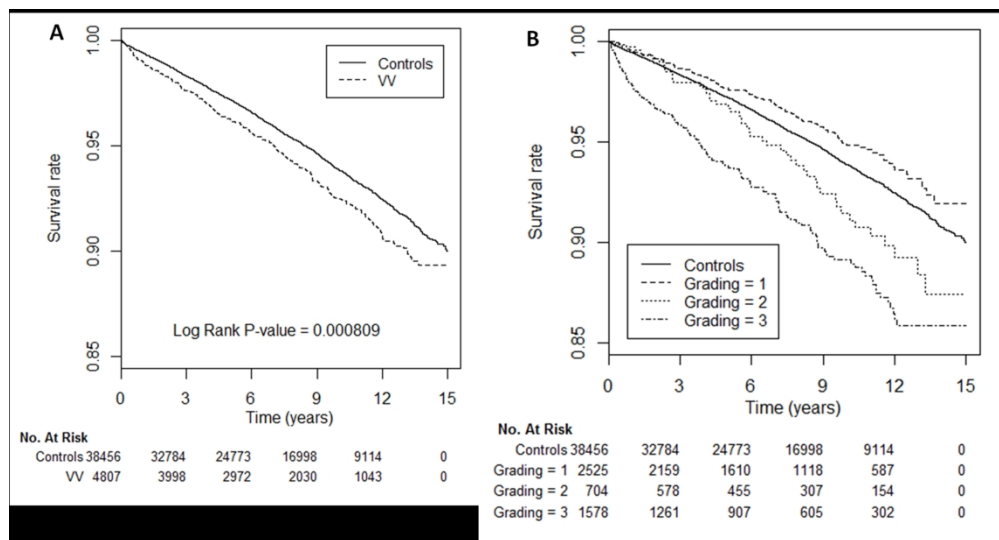 A
1.00
0.95
0.90
0.85
Survival rate
Controls
VV
Log Rank P-value = 0.000809
0 3 6 9 12 15
Time (years)
No. At Risk
Controls 38456 32784 24773 16998 9114 0
VV 4807 3998 2972 2030 1043 0
B
1.00
0.95
0.90
0.85
Survival rate
Controls
Grading = 1
Grading = 2
Grading = 3
0 3 6 9 12 15
Time (years)
No. At Risk
Controls 38456 32784 24773 16998 9114 0
Grading = 1 2525 2159 1610 1118 587 0
Grading = 2 704 578 455 307 154 0
Grading = 3 1578 1261 907 605 302 0